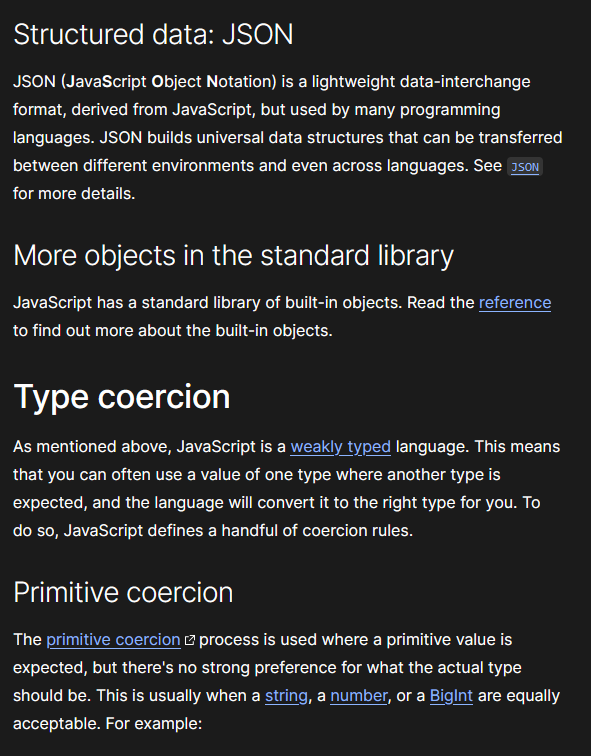 Structured data: JSON
JSON (JavaScript Object Notation) is a lightweight data-interchange
format, derived from JavaScript, but used by many programming
languages. JSON builds universal data structures that can be transferred
between different environments and even across languages. See JSON
for more details.
More objects in the standard library
JavaScript has a standard library of built-in objects. Read the reference
to find out more about the built-in objects.
Type coercion
As mentioned above, JavaScript is a weakly typed language. This means
that you can often use a value of one type where another type is
expected, and the language will convert it to the right type for you. To
do so, JavaScript defines a handful of coercion rules.
Primitive coercion
The primitive coercion process is used where a primitive value is
expected, but there's no strong preference for what the actual type
should be. This is usually when a string, a number, or a BigInt are equally
acceptable. For example: